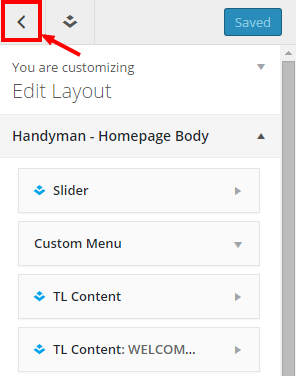 Saved
You are customizing
Edit Layout
Handyman - Homepage Body
Slider
Custom Menu
TL Content
TL Content: WELCOM...